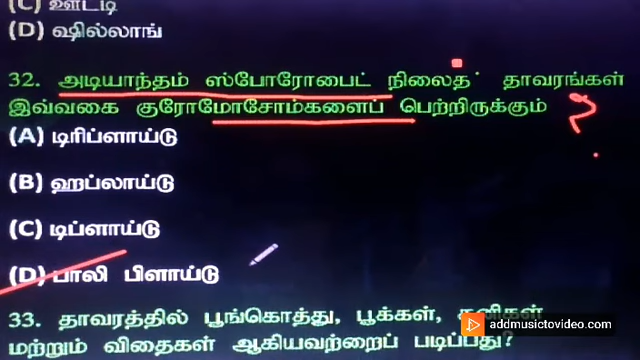 (C) ஊட்டி
(D) ஷில்லாங்
32. அடியாந்தம் ஸ்போரோபைட் நிலைத் தாவரங்கள்
இவ்வகை குரோமோசோம்களைப் பெற்றிருக்கும்
(A) டிரிப்ளாய்டு
(B) ஹப்லாய்டு
(C) டிப்ளாய்டு
(D) பாலி பிளாய்டு
33. தாவரத்தில் பூங்கொத்து, பூக்கள், கனிகள்
மற்றும் விதைகள் ஆகியவற்றைப் படிப்பது?
addmusictovideo.com